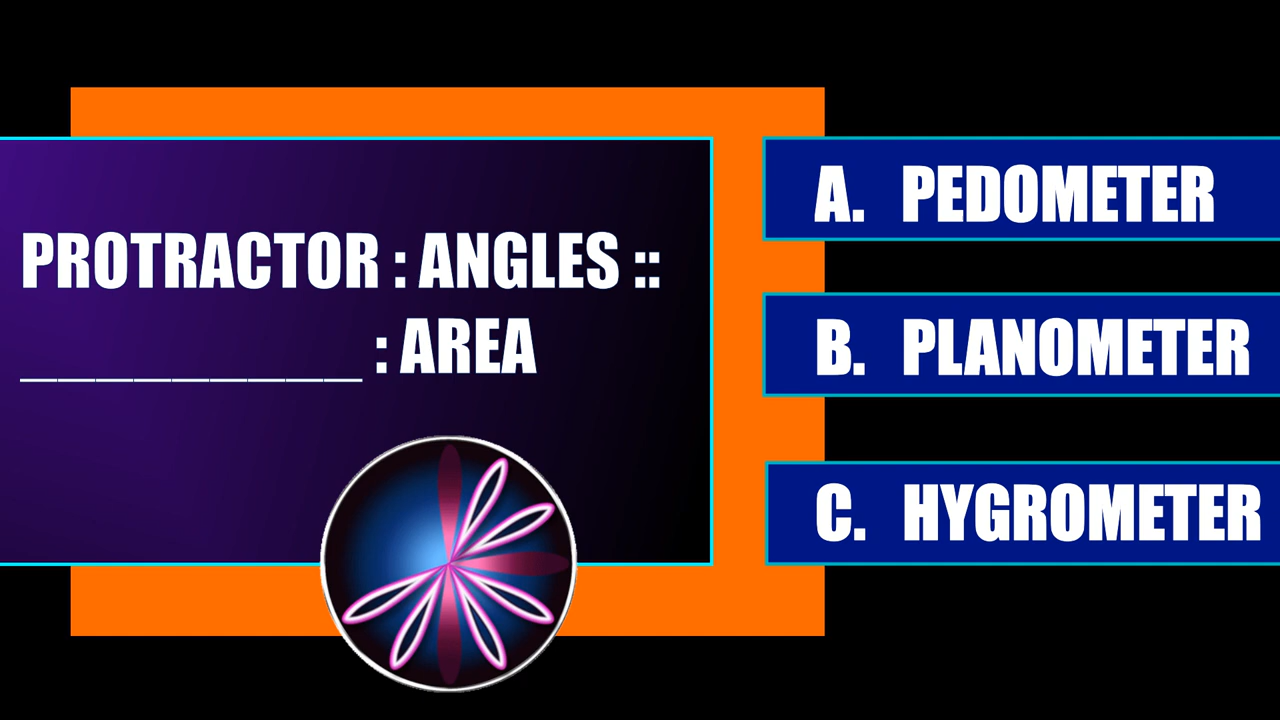 PROTRACTOR : ANGLES ::
____________ : AREA
A. PEDOMETER
B. PLANOMETER
C. HYGROMETER